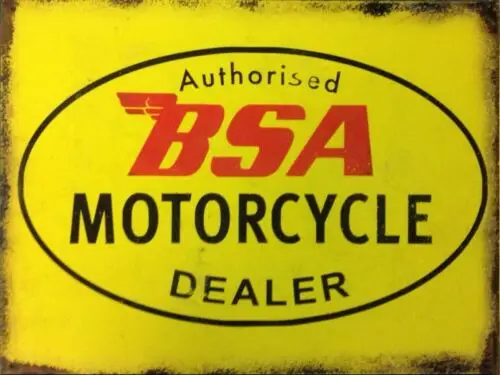 Authorised
BSA
MOTORCYCLE
DEALER